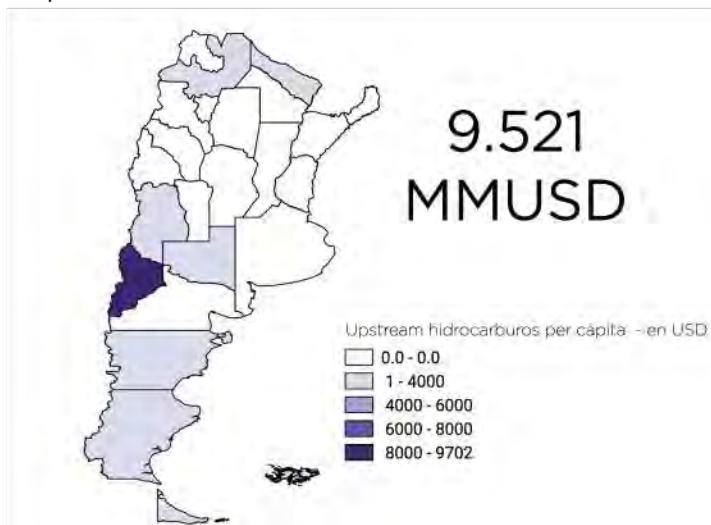 9.521
MMUSD
Upstream hidrocarburos per cápita - en USD
0.0 - 0.0
1 - 4000
4000 - 6000
6000 - 8000
8000 - 9702